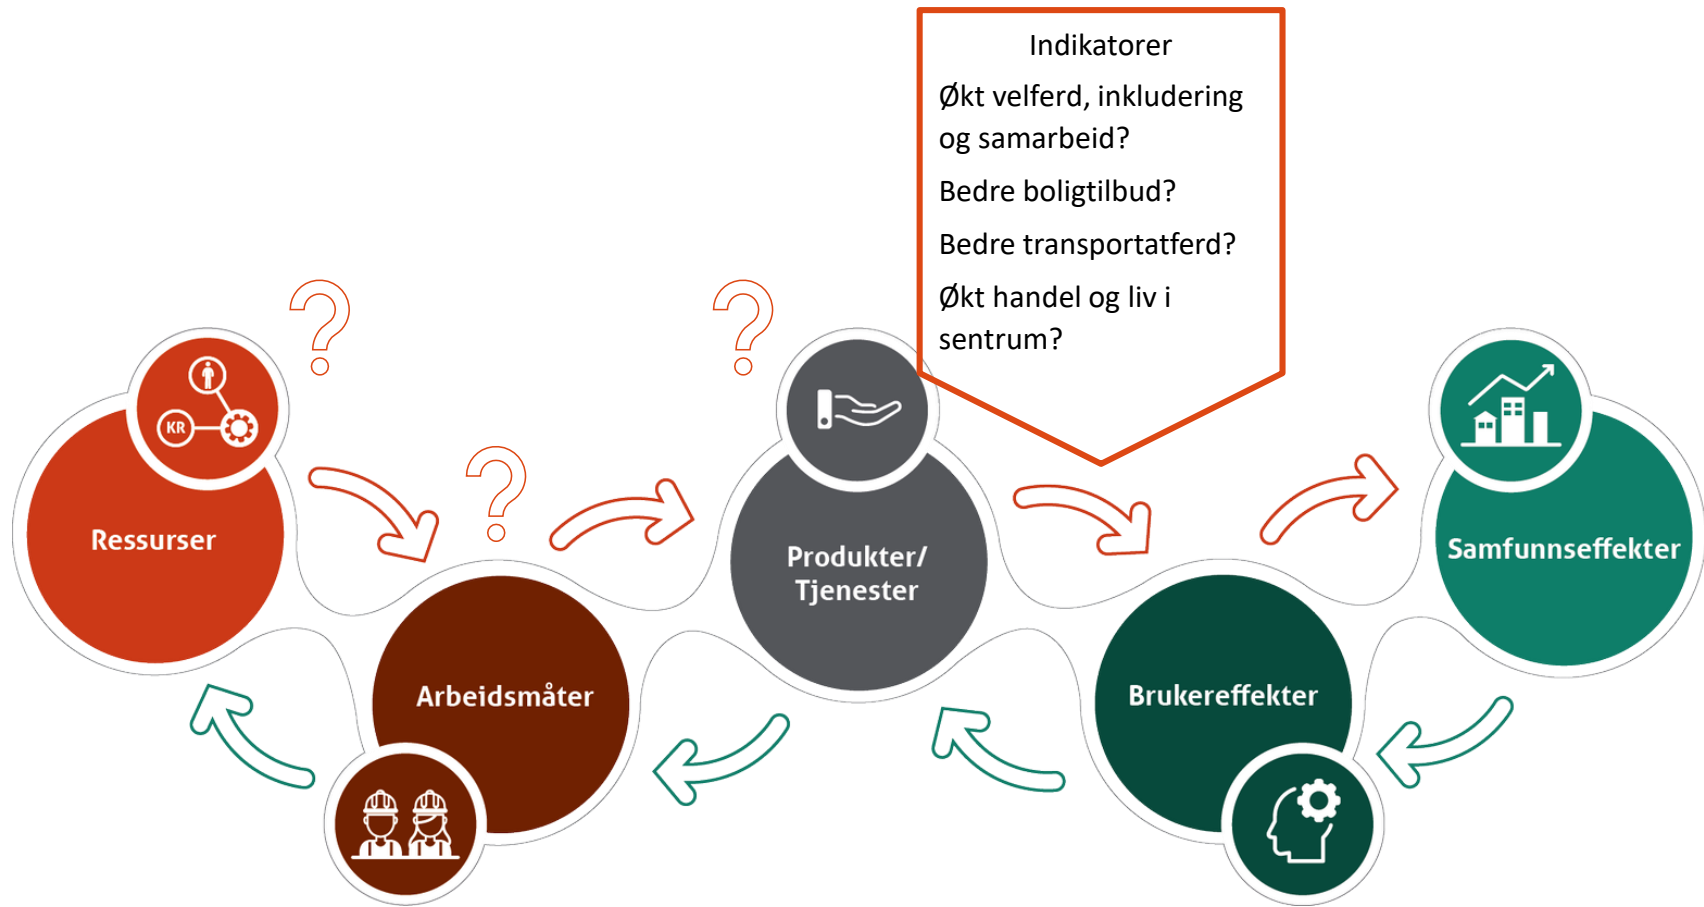 Indikatorer
Økt velferd, inkludering
og samarbeid?
Bedre boligtilbud?
Bedre transportatferd?
Økt handel og liv i
sentrum?
?
?
?
KR
Ressurser
Arbeidsmåter
Produkter/
Tjenester
Brukereffekter
Samfunnseffekter